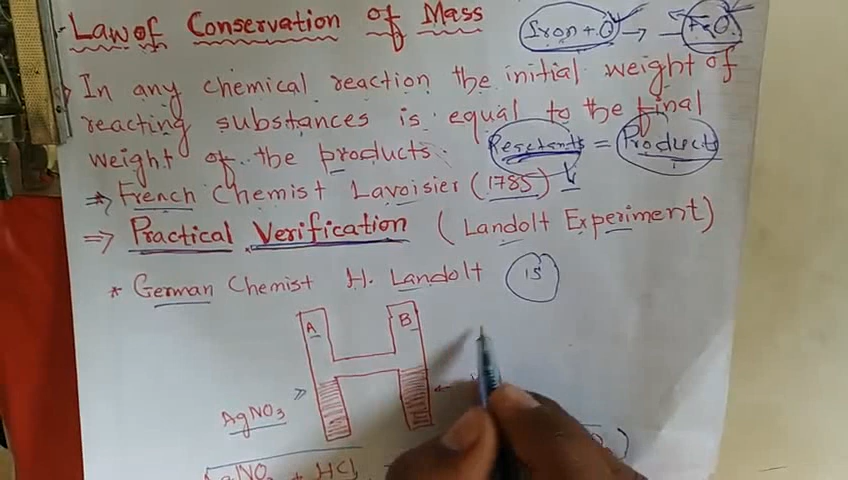 Law of Conservation of Mass
Iron + O → FeO
In any chemical reaction the initial weight of
reacting substances is equal to the final
weight of the products.
Reactants = Products
⇒ French Chemist Lavoisier (1785)
⇒ Practical Verification (Landolt Experiment)
* German Chemist H. Landolt 15
A B
AgNO3
AgNO3 + HCl